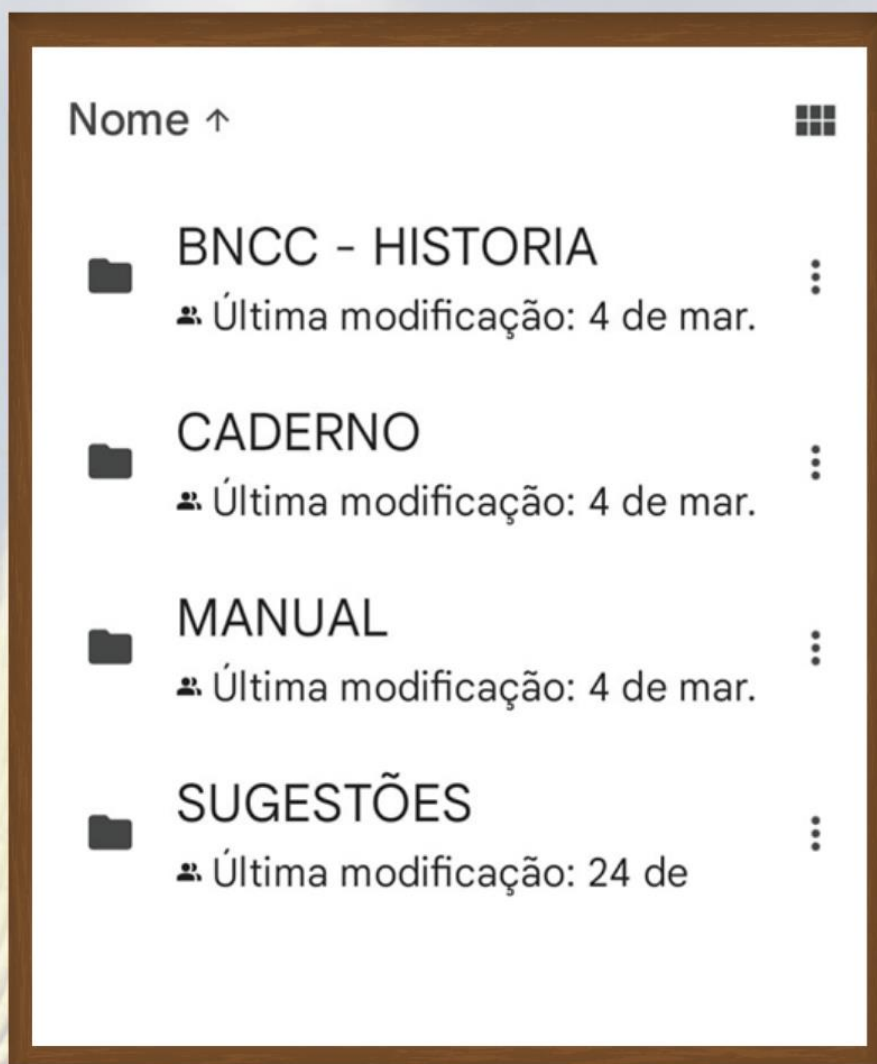 Nome ↑
BNCC - HISTORIA
Última modificação: 4 de mar.
CADERNO
Última modificação: 4 de mar.
MANUAL
Última modificação: 4 de mar.
SUGESTÕES
Última modificação: 24 de